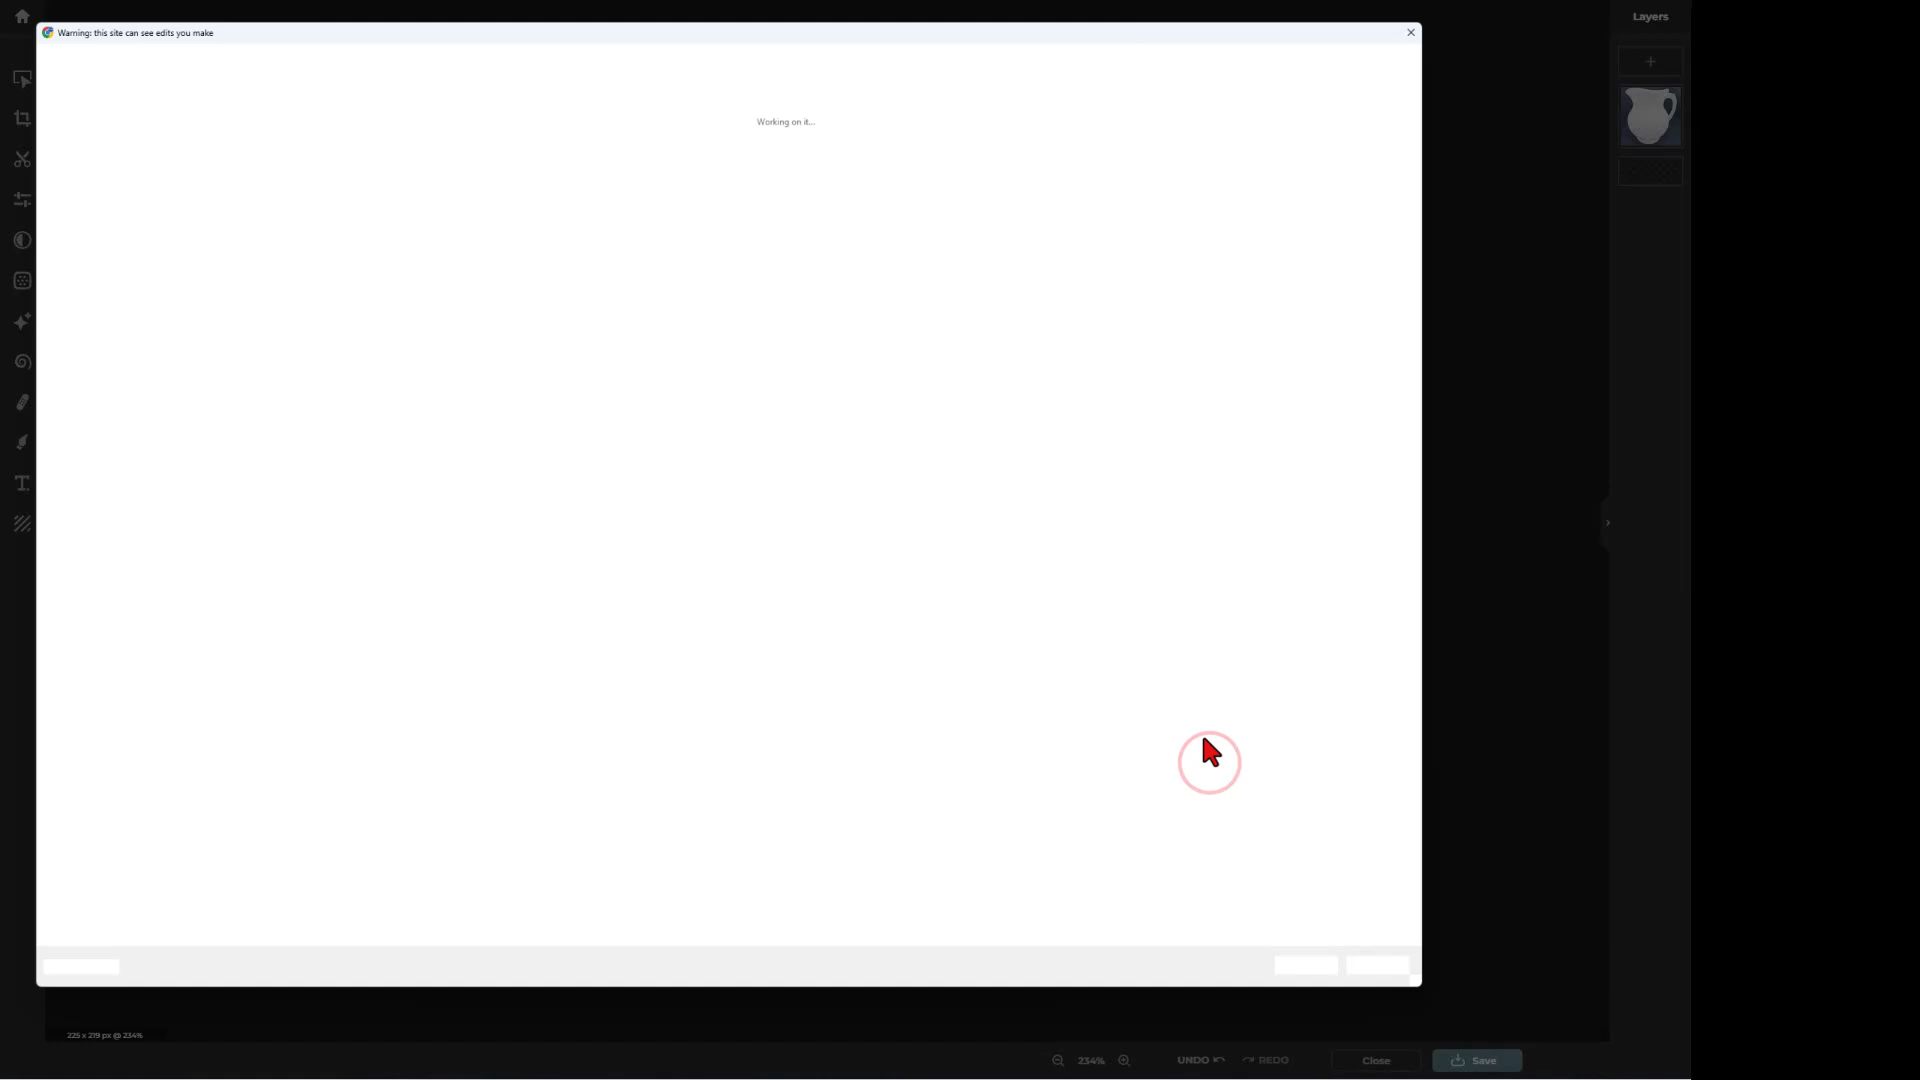 Layers
Warning: this site can see edits you make
Working on it...
225 x 219 px @ 234%
234%
UNDO
REDO
Close
Save